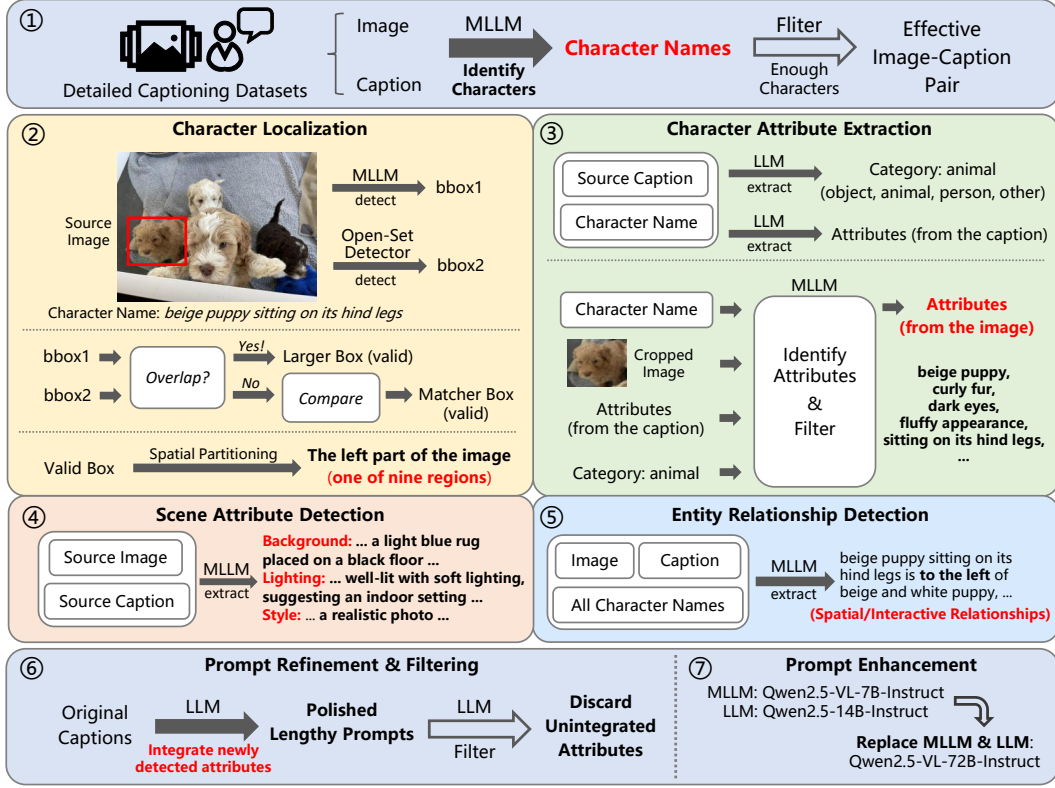 ①
Detailed Captioning Datasets
Image
Caption
MLLM
Identify
Characters
Character Names
Fliter
Enough
Characters
Effective
Image-Caption
Pair
②
Character Localization
Source
Image
MLLM
detect
bbox1
Open-Set
Detector
detect
bbox2
Character Name: beige puppy sitting on its hind legs
bbox1
bbox2
Overlap?
Yes!
Larger Box (valid)
No
Compare
Matcher Box
(valid)
Valid Box
Spatial Partitioning
The left part of the image
(one of nine regions)
③
Character Attribute Extraction
Source Caption
Character Name
LLM
extract
Category: animal
(object, animal, person, other)
LLM
extract
Attributes (from the caption)
Character Name
Cropped
Image
Attributes
(from the caption)
Category: animal
MLLM
Identify
Attributes
&
Filter
Attributes
(from the image)
beige puppy,
curly fur,
dark eyes,
fluffy appearance,
sitting on its hind legs,
...
④
Scene Attribute Detection
Source Image
Source Caption
MLLM
extract
Background: ... a light blue rug
placed on a black floor ...
Lighting: ... well-lit with soft lighting,
suggesting an indoor setting ...
Style: ... a realistic photo ...
⑤
Entity Relationship Detection
Image
Caption
All Character Names
MLLM
extract
beige puppy sitting on its
hind legs is to the left of
beige and white puppy, ...
(Spatial/Interactive Relationships)
⑥
Prompt Refinement & Filtering
Original
Captions
LLM
Integrate newly
detected attributes
Polished
Lengthy Prompts
LLM
Filter
Discard
Unintegrated
Attributes
⑦
Prompt Enhancement
MLLM: Qwen2.5-VL-7B-Instruct
LLM: Qwen2.5-14B-Instruct
Replace MLLM & LLM:
Qwen2.5-VL-72B-Instruct